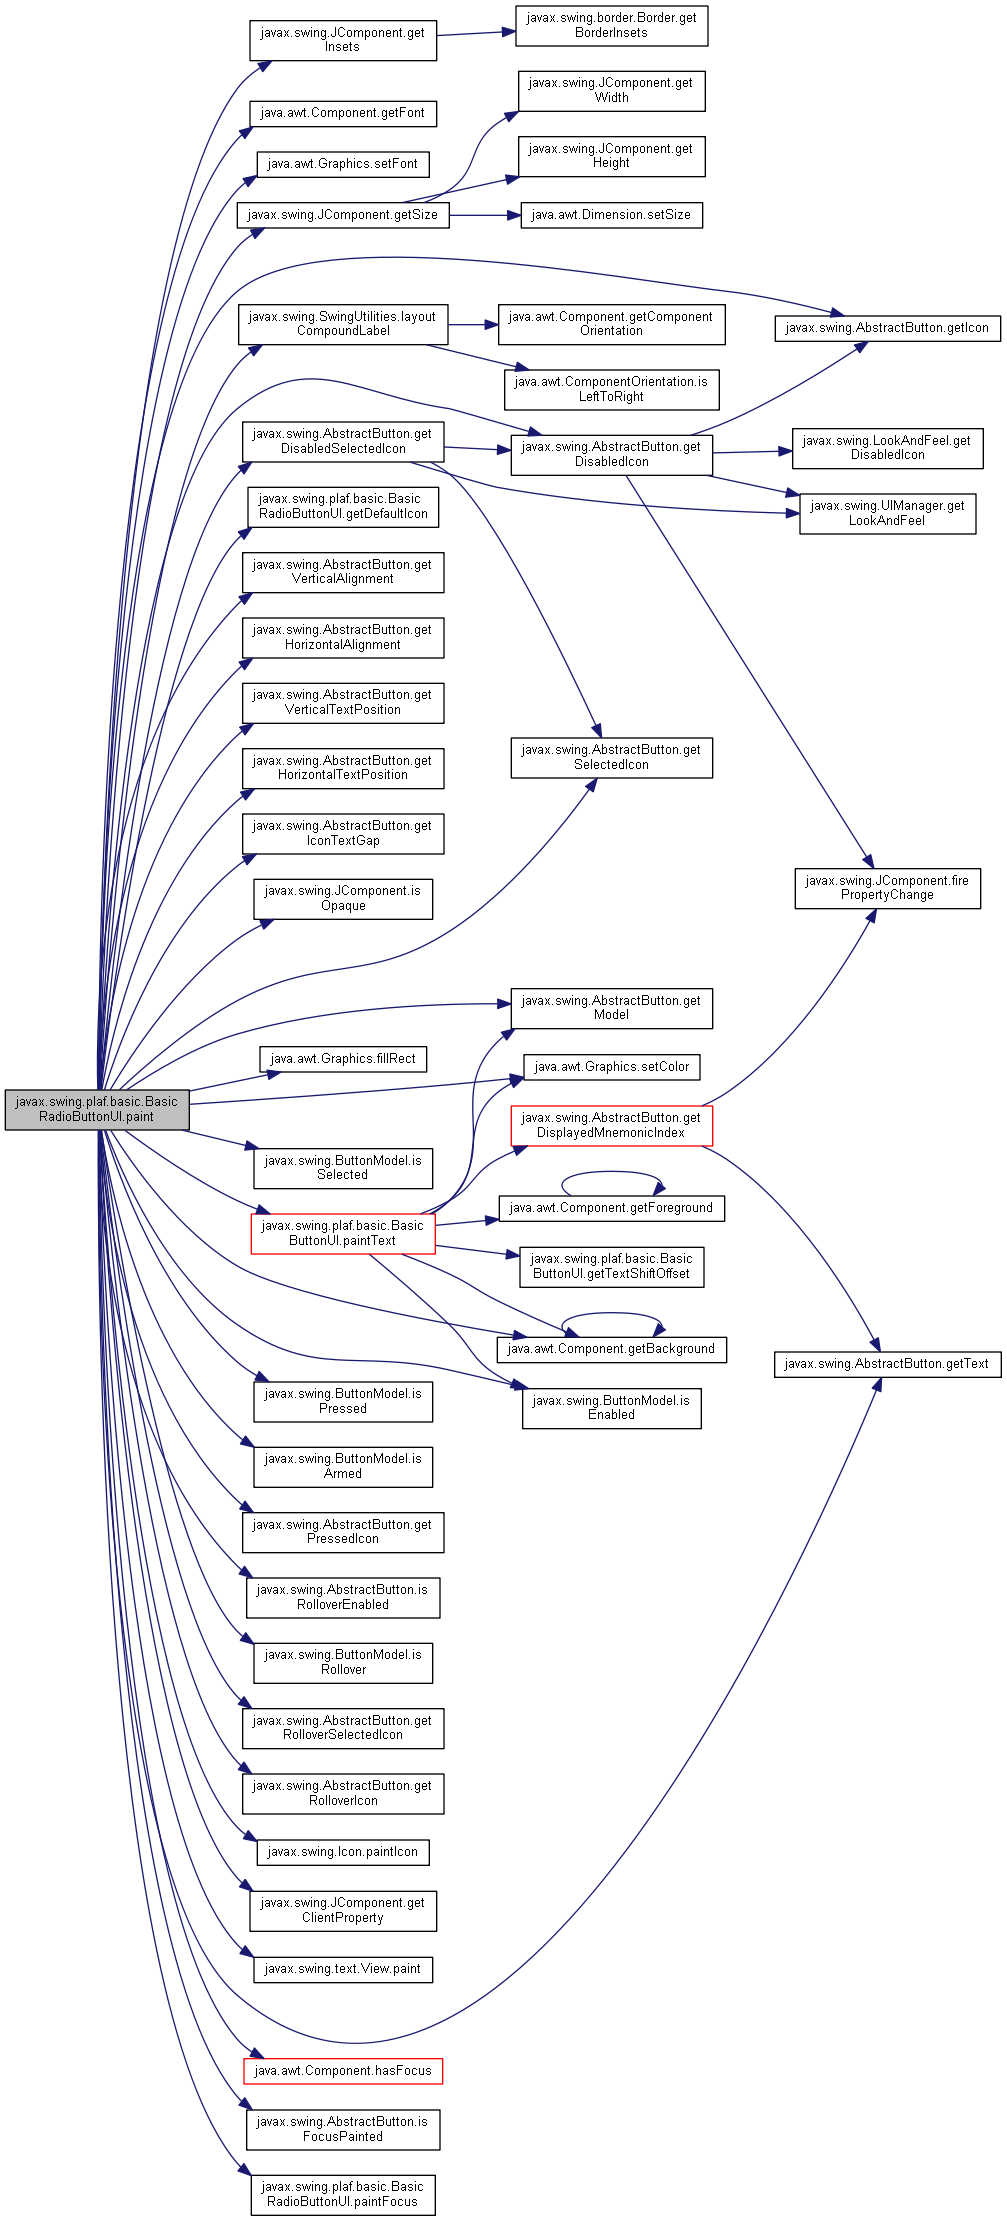 javax.swing.plaf.basic.Basic
RadioButtonUI.paint
javax.swing.JComponent.get
Insets
java.awt.Component.getFont
java.awt.Graphics.setFont
javax.swing.JComponent.getSize
javax.swing.SwingUtilities.layout
CompoundLabel
javax.swing.AbstractButton.get
DisabledSelectedIcon
javax.swing.plaf.basic.Basic
RadioButtonUI.getDefaultIcon
javax.swing.AbstractButton.get
VerticalAlignment
javax.swing.AbstractButton.get
HorizontalAlignment
javax.swing.AbstractButton.get
VerticalTextPosition
javax.swing.AbstractButton.get
HorizontalTextPosition
javax.swing.AbstractButton.get
IconTextGap
javax.swing.JComponent.is
Opaque
java.awt.Graphics.fillRect
javax.swing.ButtonModel.is
Selected
javax.swing.plaf.basic.Basic
ButtonUI.paintText
javax.swing.ButtonModel.is
Pressed
javax.swing.ButtonModel.is
Armed
javax.swing.AbstractButton.get
PressedIcon
javax.swing.AbstractButton.is
RolloverEnabled
javax.swing.ButtonModel.is
Rollover
javax.swing.AbstractButton.get
RolloverSelectedIcon
javax.swing.AbstractButton.get
RolloverIcon
javax.swing.Icon.paintIcon
javax.swing.JComponent.get
ClientProperty
javax.swing.text.View.paint
java.awt.Component.hasFocus
javax.swing.AbstractButton.is
FocusPainted
javax.swing.plaf.basic.Basic
RadioButtonUI.paintFocus
javax.swing.border.Border.get
BorderInsets
javax.swing.JComponent.get
Width
javax.swing.JComponent.get
Height
java.awt.Dimension.setSize
java.awt.Component.getComponent
Orientation
java.awt.ComponentOrientation.is
LeftToRight
javax.swing.AbstractButton.get
DisabledIcon
javax.swing.AbstractButton.get
SelectedIcon
javax.swing.AbstractButton.get
Model
java.awt.Graphics.setColor
javax.swing.AbstractButton.get
DisplayedMnemonicIndex
java.awt.Component.getForeground
javax.swing.plaf.basic.Basic
ButtonUI.getTextShiftOffset
java.awt.Component.getBackground
javax.swing.ButtonModel.is
Enabled
javax.swing.AbstractButton.getIcon
javax.swing.LookAndFeel.get
DisabledIcon
javax.swing.UIManager.get
LookAndFeel
javax.swing.JComponent.fire
PropertyChange
javax.swing.AbstractButton.getText